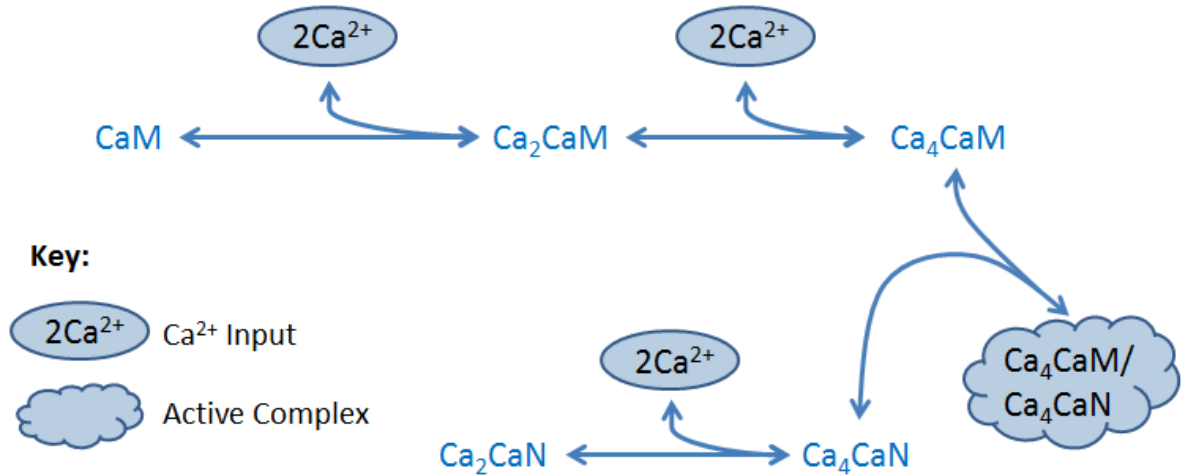 2Ca²⁺ 2Ca²⁺
CaM Ca₂CaM Ca₄CaM
Key:
2Ca²⁺ Ca²⁺ Input
2Ca²⁺
Ca₄CaM/
Ca₄CaN
Active Complex
Ca₂CaN Ca₄CaN